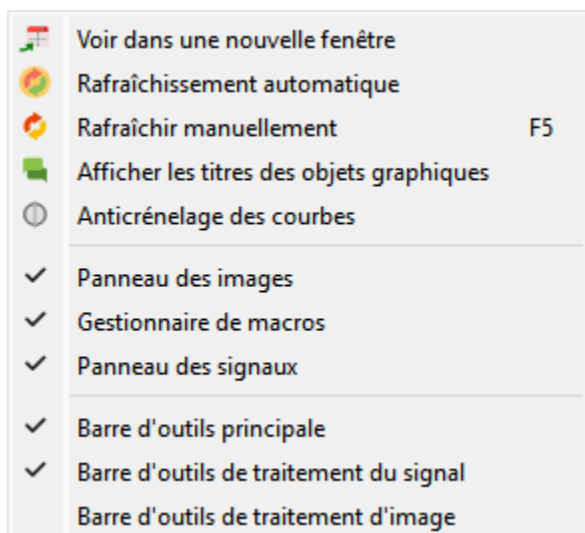 Voir dans une nouvelle fenêtre
Rafraîchissement automatique
Rafraîchir manuellement F5
Afficher les titres des objets graphiques
Anticrénelage des courbes
Panneau des images
Gestionnaire de macros
Panneau des signaux
Barre d'outils principale
Barre d'outils de traitement du signal
Barre d'outils de traitement d'image